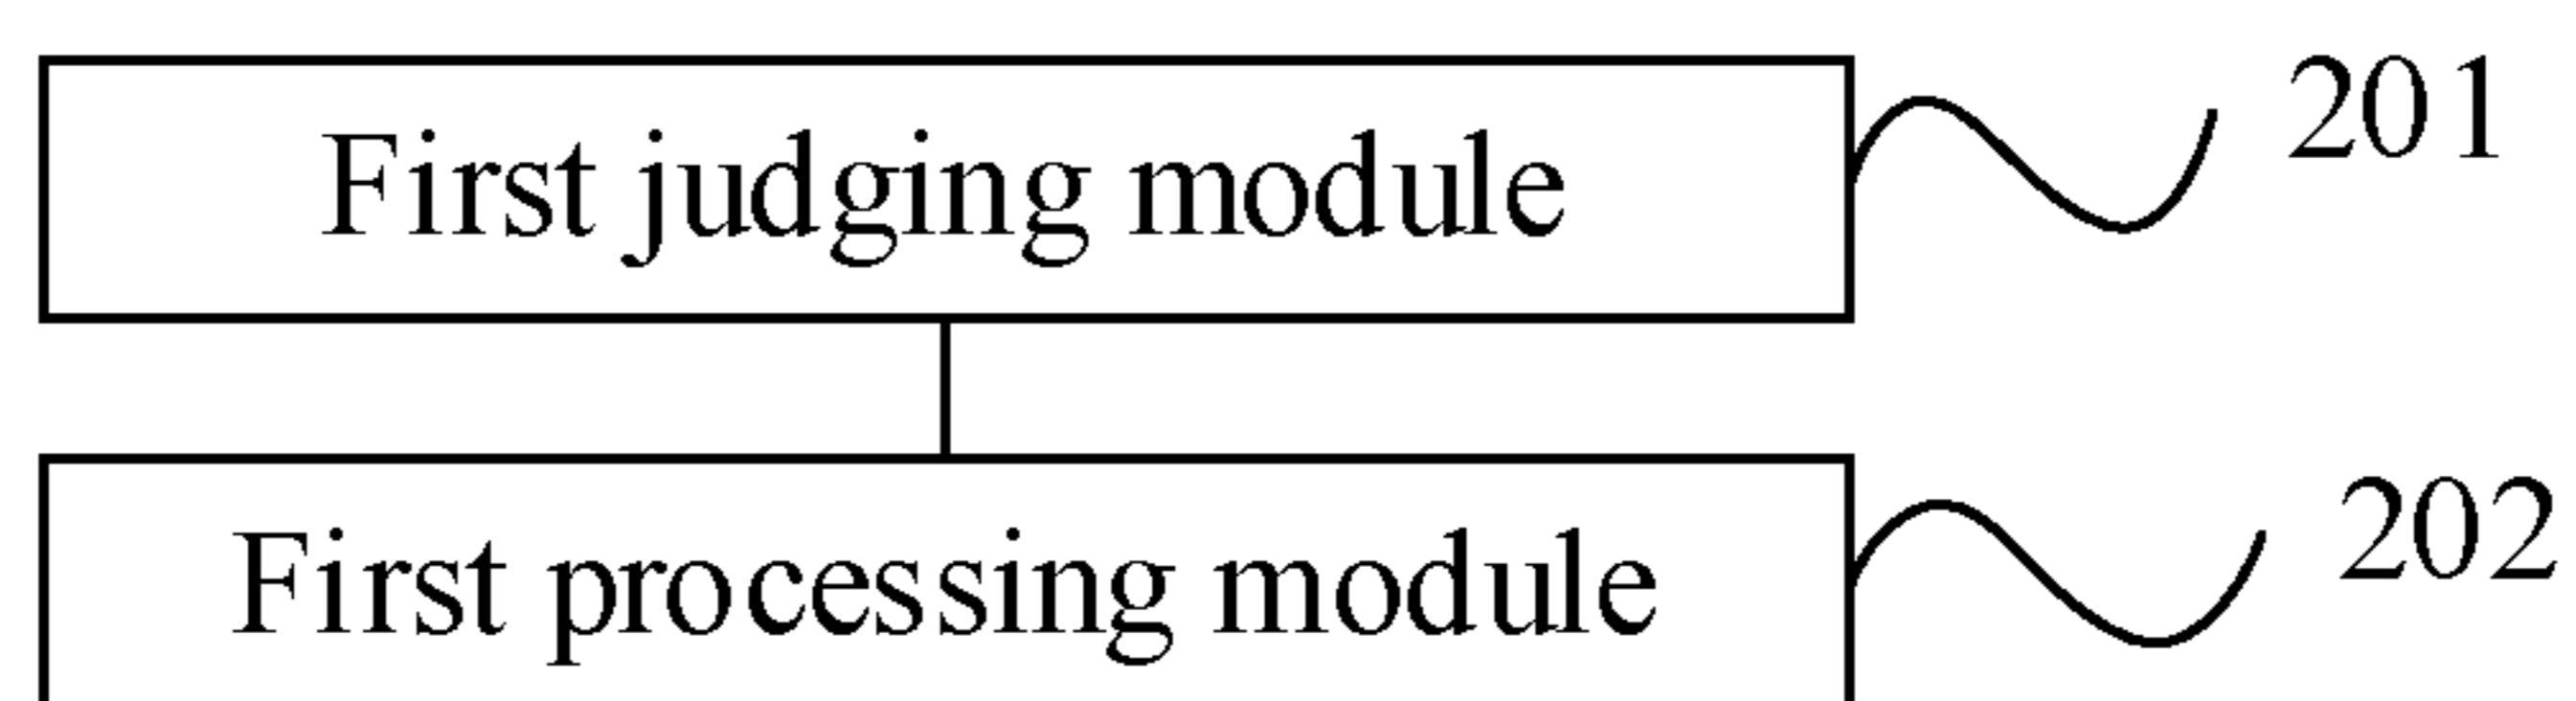 First judging module
201
First processing module
202